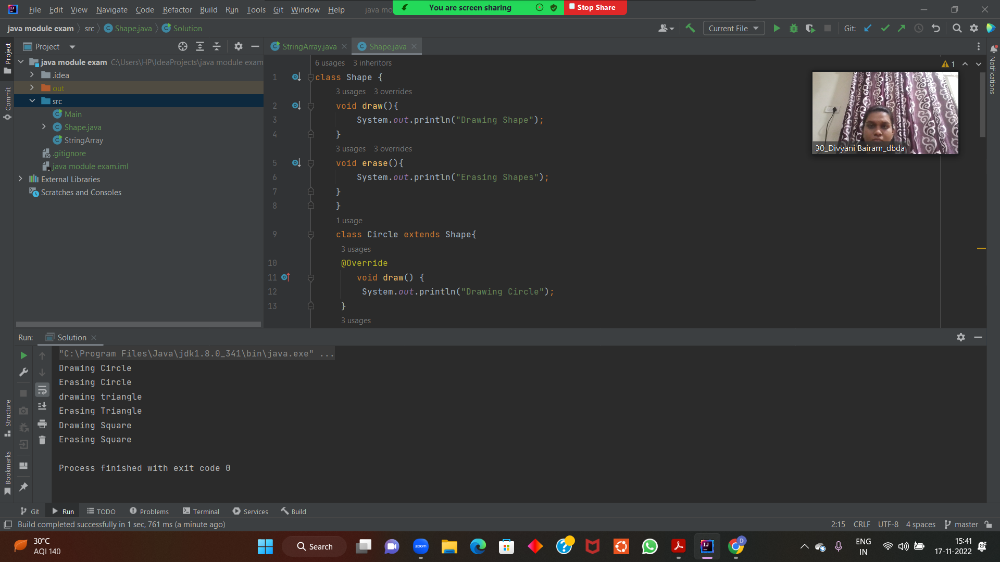 File Edit View Navigate Code Refactor Build Run Tools Git Window Help java mo
You are screen sharing Stop Share
java module exam src Shape.java Solution
Current File Git:
Project
StringArray.java Shape.java
java module exam C:\Users\HP\IdeaProjects\java module exam
.idea
out
src
Main
Shape.java
StringArray
.gitignore
java module exam.iml
External Libraries
Scratches and Consoles
Project
Commit
Structure
Bookmarks
Notifications
1
6 usages 3 inheritors
1 class Shape {
3 usages 3 overrides
2 void draw(){
3 System.out.println("Drawing Shape");
4 }
3 usages 3 overrides
5 void erase(){
6 System.out.println("Erasing Shapes");
7 }
8 }
1 usage
9 class Circle extends Shape{
3 usages
10 @Override
11 void draw() {
12 System.out.println("Drawing Circle");
13 }
3 usages
30_Divyani Bairam_dbda
Run: Solution
"C:\Program Files\Java\jdk1.8.0_341\bin\java.exe" ...
Drawing Circle
Erasing Circle
drawing triangle
Erasing Triangle
Drawing Square
Erasing Square
Process finished with exit code 0
Git Run TODO Problems Terminal Services Build
Build completed successfully in 1 sec, 761 ms (a minute ago)
2:15 CRLF UTF-8 4 spaces master
30°C
AQI 140
Search
zoom
D
ENG
IN
15:41
17-11-2022